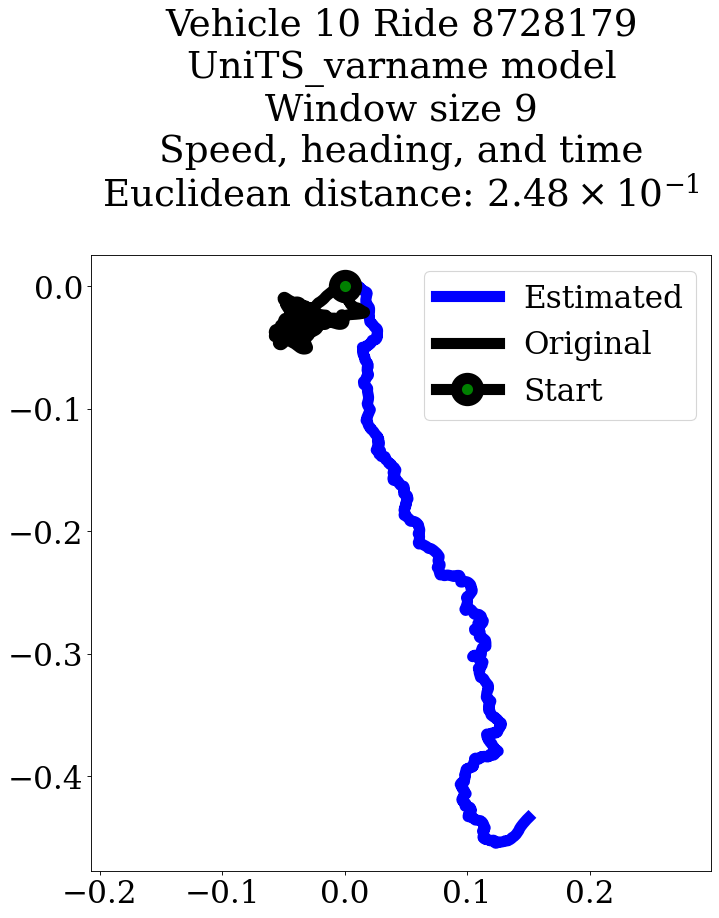 Vehicle 10 Ride 8728179
UniTS_varname model
Window size 9
Speed, heading, and time
Euclidean distance: 2.48 × 10⁻¹
Estimated
Original
Start
0.0
−0.1
−0.2
−0.3
−0.4
−0.2 −0.1 0.0 0.1 0.2